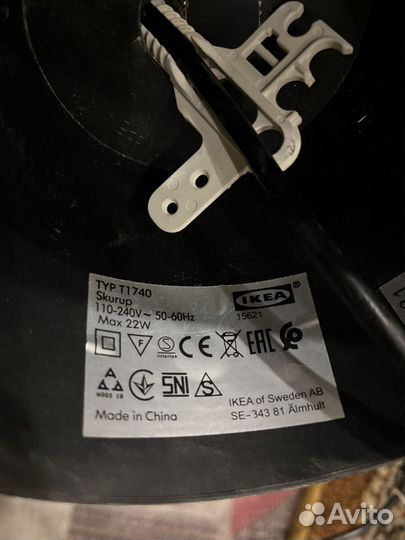 TYP T1740
Skurup
110-240V~ 50-60Hz
Max 22W
IKEA
15621
F
S
Intertek
CE
EAC
SNI
S
Made in China
IKEA of Sweden AB
SE-343 81 Älmhult
Avito